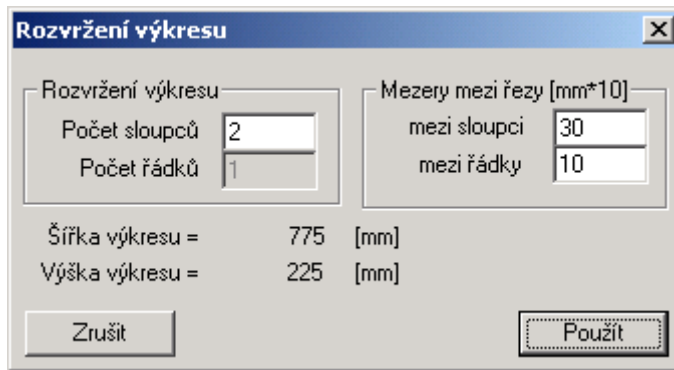 Rozvržení výkresu
Rozvržení výkresu
Počet sloupců 2
Počet řádků 1
Mezery mezi řezy [mm*10]
mezi sloupci 30
mezi řádky 10
Šířka výkresu = 775 [mm]
Výška výkresu = 225 [mm]
Zrušit
Použít